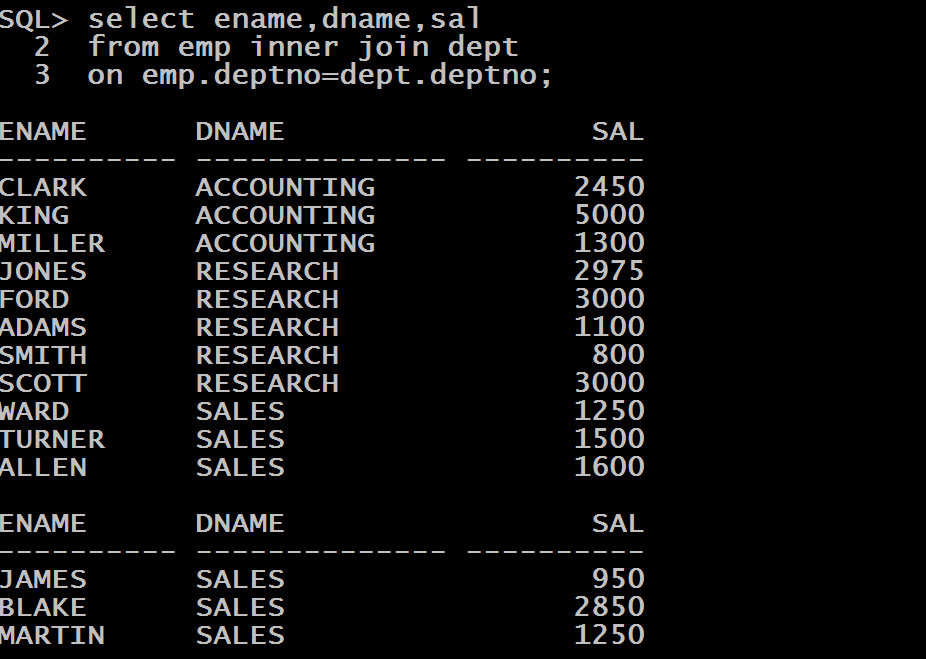 SQL> select ename,dname,sal
  2  from emp inner join dept
  3  on emp.deptno=dept.deptno;
ENAME      DNAME                 SAL
---------- -------------- ----------
CLARK      ACCOUNTING           2450
KING       ACCOUNTING           5000
MILLER     ACCOUNTING           1300
JONES      RESEARCH             2975
FORD       RESEARCH             3000
ADAMS      RESEARCH             1100
SMITH      RESEARCH              800
SCOTT      RESEARCH             3000
WARD       SALES                1250
TURNER     SALES                1500
ALLEN      SALES                1600
ENAME      DNAME                 SAL
---------- -------------- ----------
JAMES      SALES                 950
BLAKE      SALES                2850
MARTIN     SALES                1250